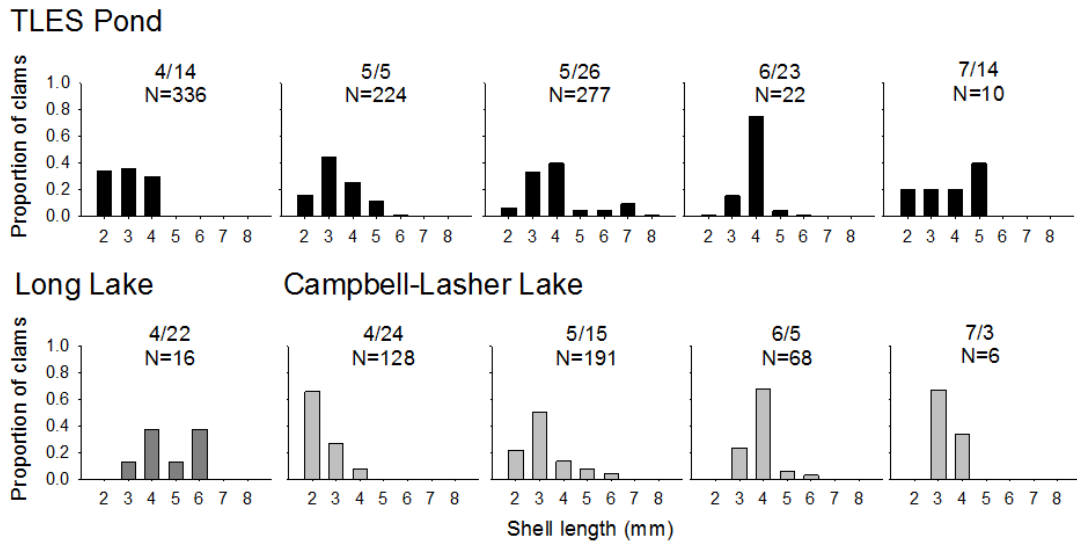 TLES Pond
4/14 5/5 5/26 6/23 7/14
N=336 N=224 N=277 N=22 N=10
Proportion of clams
1.0
0.8
0.6
0.4
0.2
0.0
2 3 4 5 6 7 8 2 3 4 5 6 7 8 2 3 4 5 6 7 8 2 3 4 5 6 7 8 2 3 4 5 6 7 8
Long Lake Campbell-Lasher Lake
4/22 4/24 5/15 6/5 7/3
N=16 N=128 N=191 N=68 N=6
Proportion of clams
1.0
0.8
0.6
0.4
0.2
0.0
2 3 4 5 6 7 8 2 3 4 5 6 7 8 2 3 4 5 6 7 8 2 3 4 5 6 7 8 2 3 4 5 6 7 8
Shell length (mm)